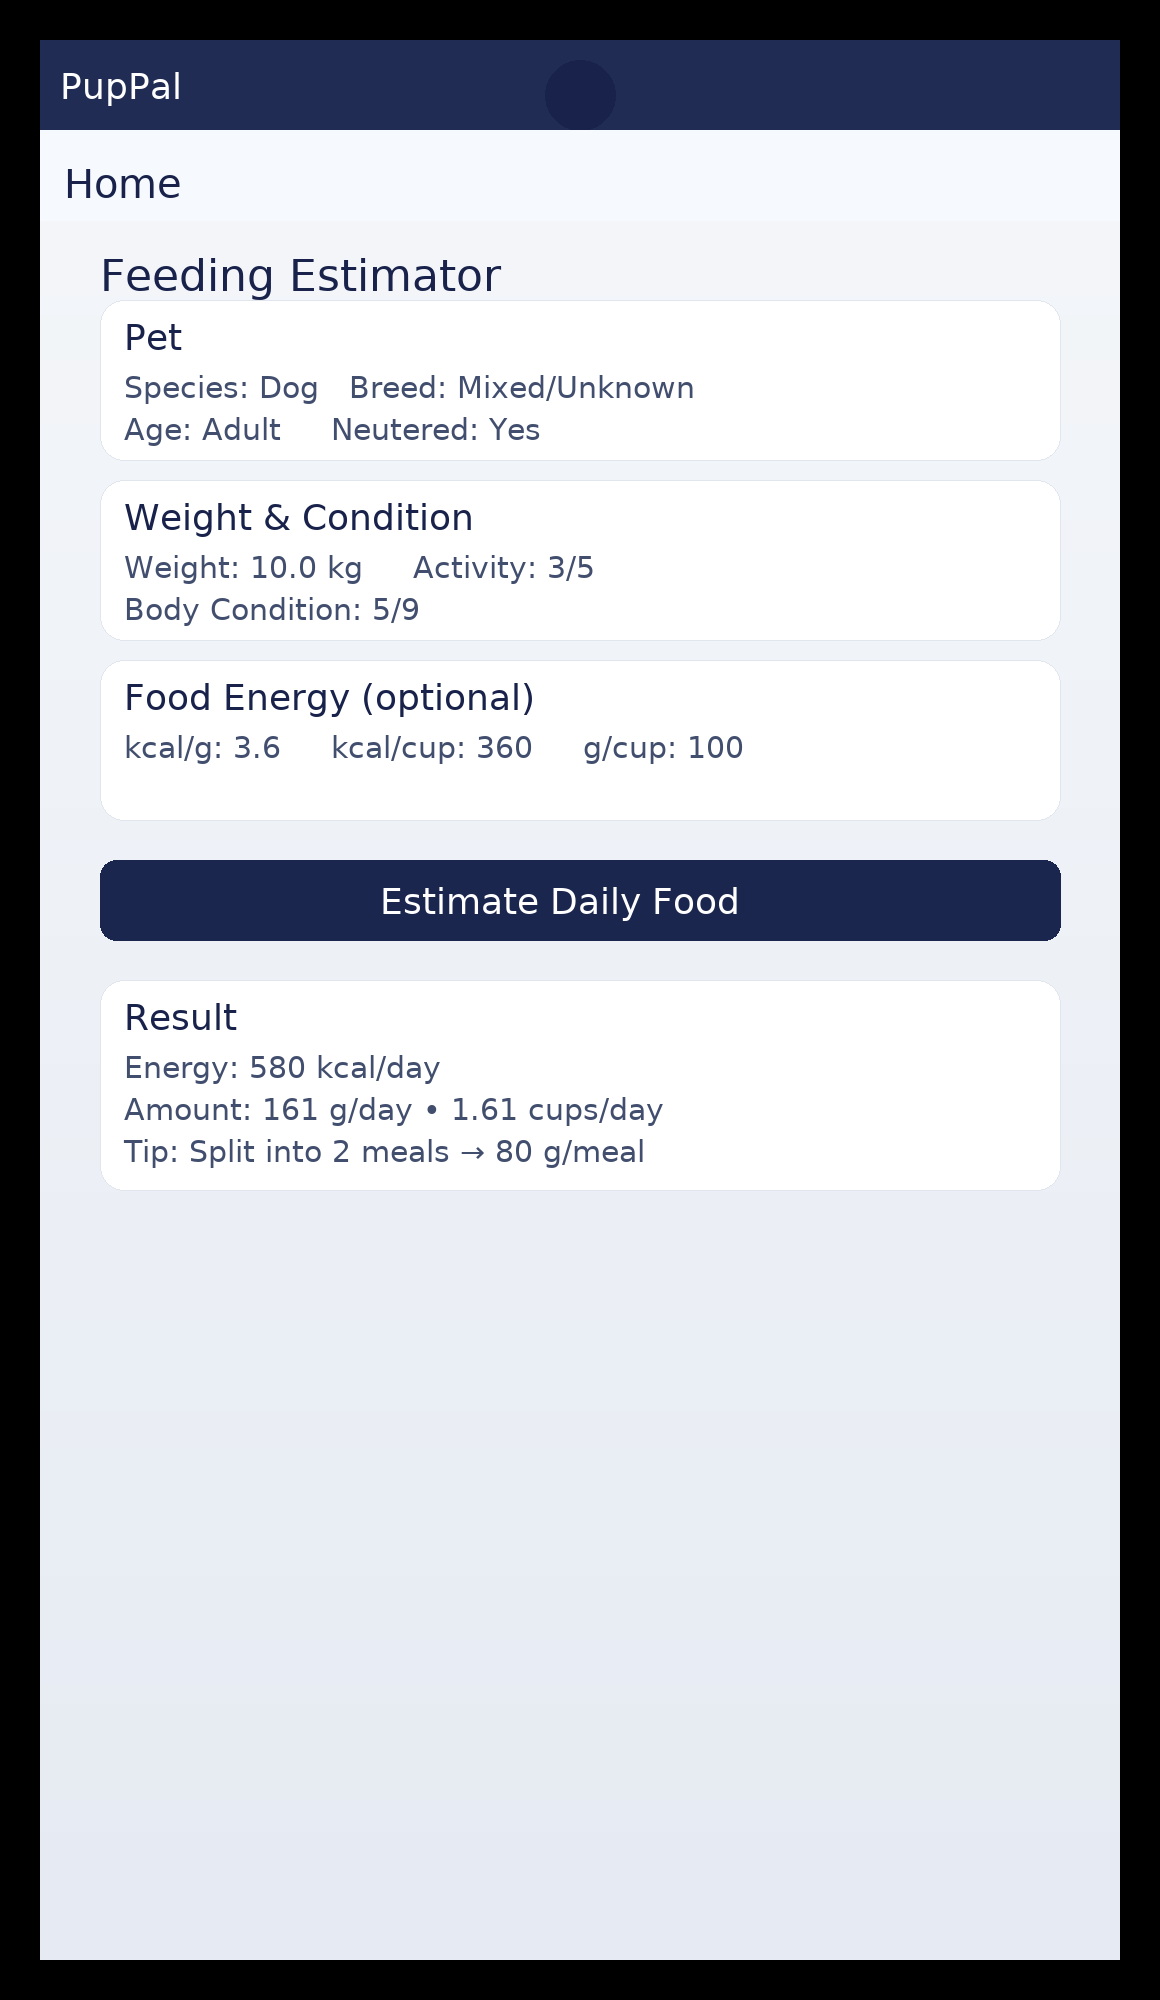 PupPal
Home
Feeding Estimator
Pet
Species: Dog   Breed: Mixed/Unknown
Age: Adult     Neutered: Yes
Weight & Condition
Weight: 10.0 kg     Activity: 3/5
Body Condition: 5/9
Food Energy (optional)
kcal/g: 3.6     kcal/cup: 360     g/cup: 100
Estimate Daily Food
Result
Energy: 580 kcal/day
Amount: 161 g/day • 1.61 cups/day
Tip: Split into 2 meals → 80 g/meal